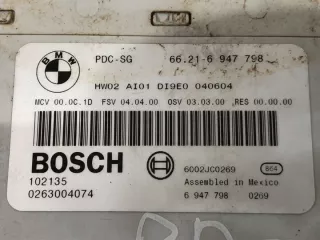 BMW
PDC-SG 66.21-6 947 798
HW02 AI01 DI9E0 040604
MCV 00.0C.1D FSV 04.04.00 OSV 03.03.00 RES 00.00.00
BOSCH
6002JC0269 B64
102135 Assembled in Mexico
0263004074 6 947 798 0269